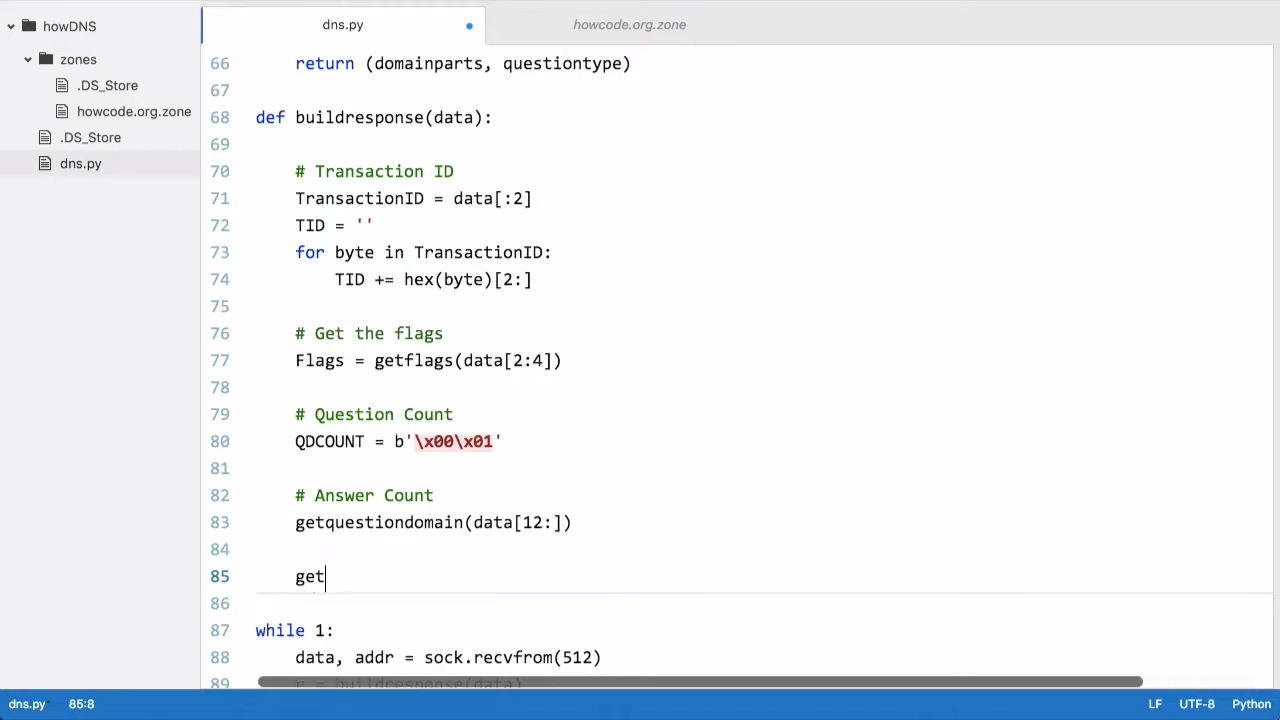 howDNS
zones
.DS_Store
howcode.org.zone
.DS_Store
dns.py
dns.py
howcode.org.zone
66 return (domainparts, questiontype)
67
68 def buildresponse(data):
69
70 # Transaction ID
71 TransactionID = data[:2]
72 TID = ''
73 for byte in TransactionID:
74 TID += hex(byte)[2:]
75
76 # Get the flags
77 Flags = getflags(data[2:4])
78
79 # Question Count
80 QDCOUNT = b'\x00\x01'
81
82 # Answer Count
83 getquestiondomain(data[12:])
84
85 get
86
87 while 1:
88 data, addr = sock.recvfrom(512)
89 r = buildresponse(data)
dns.py 85:8 LF UTF-8 Python